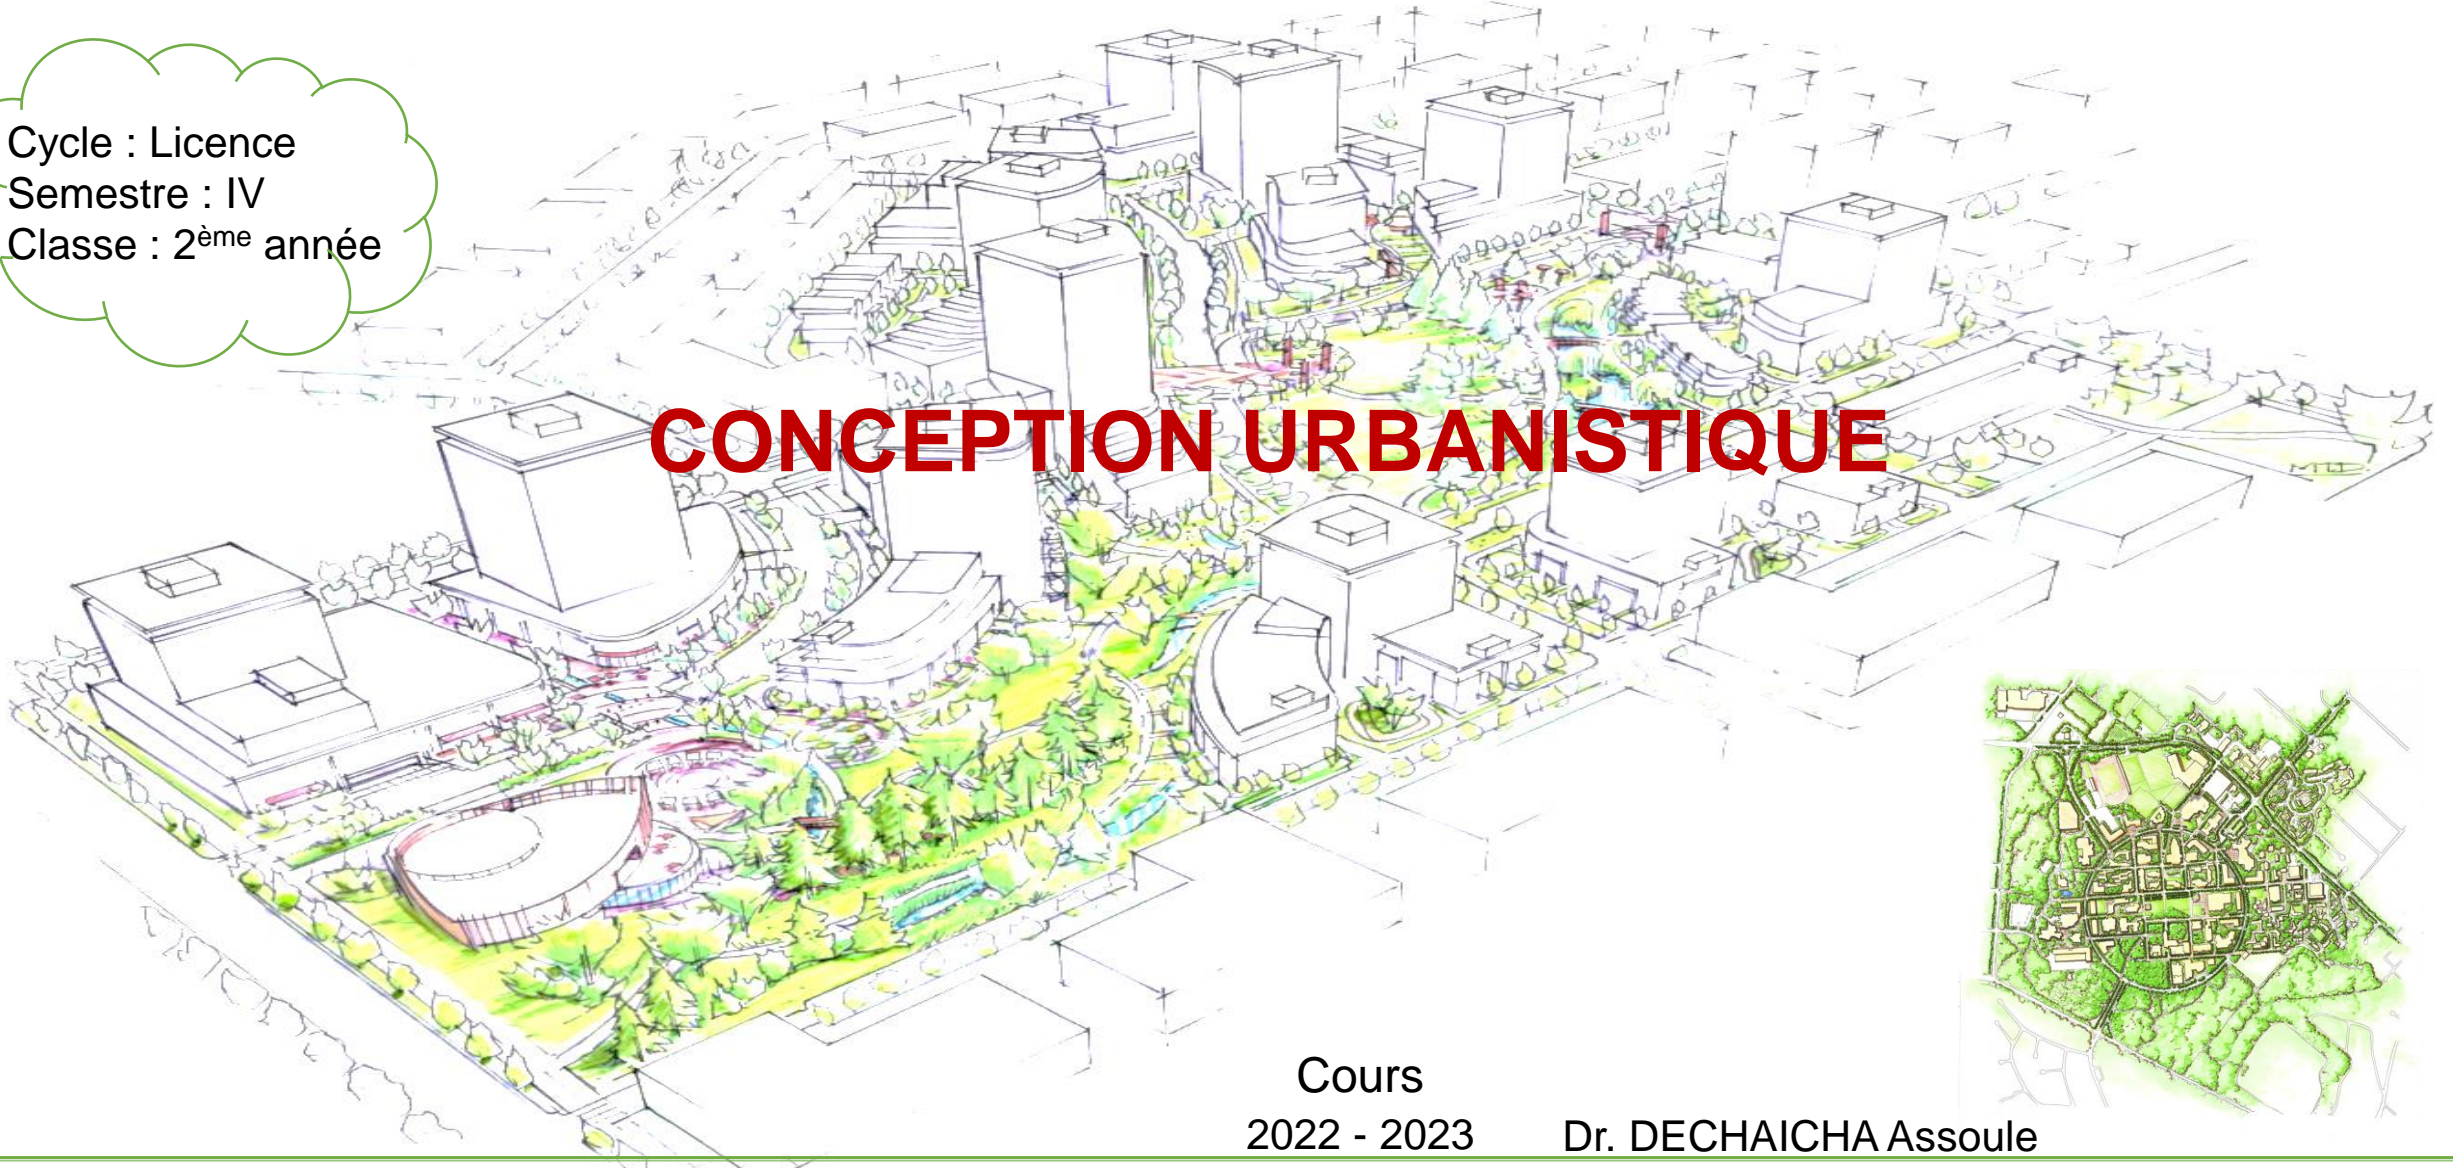 Cycle : Licence
Semestre : IV
Classe : 2ème année
CONCEPTION URBANISTIQUE
Cours
2022 - 2023
Dr. DECHAICHA Assoule